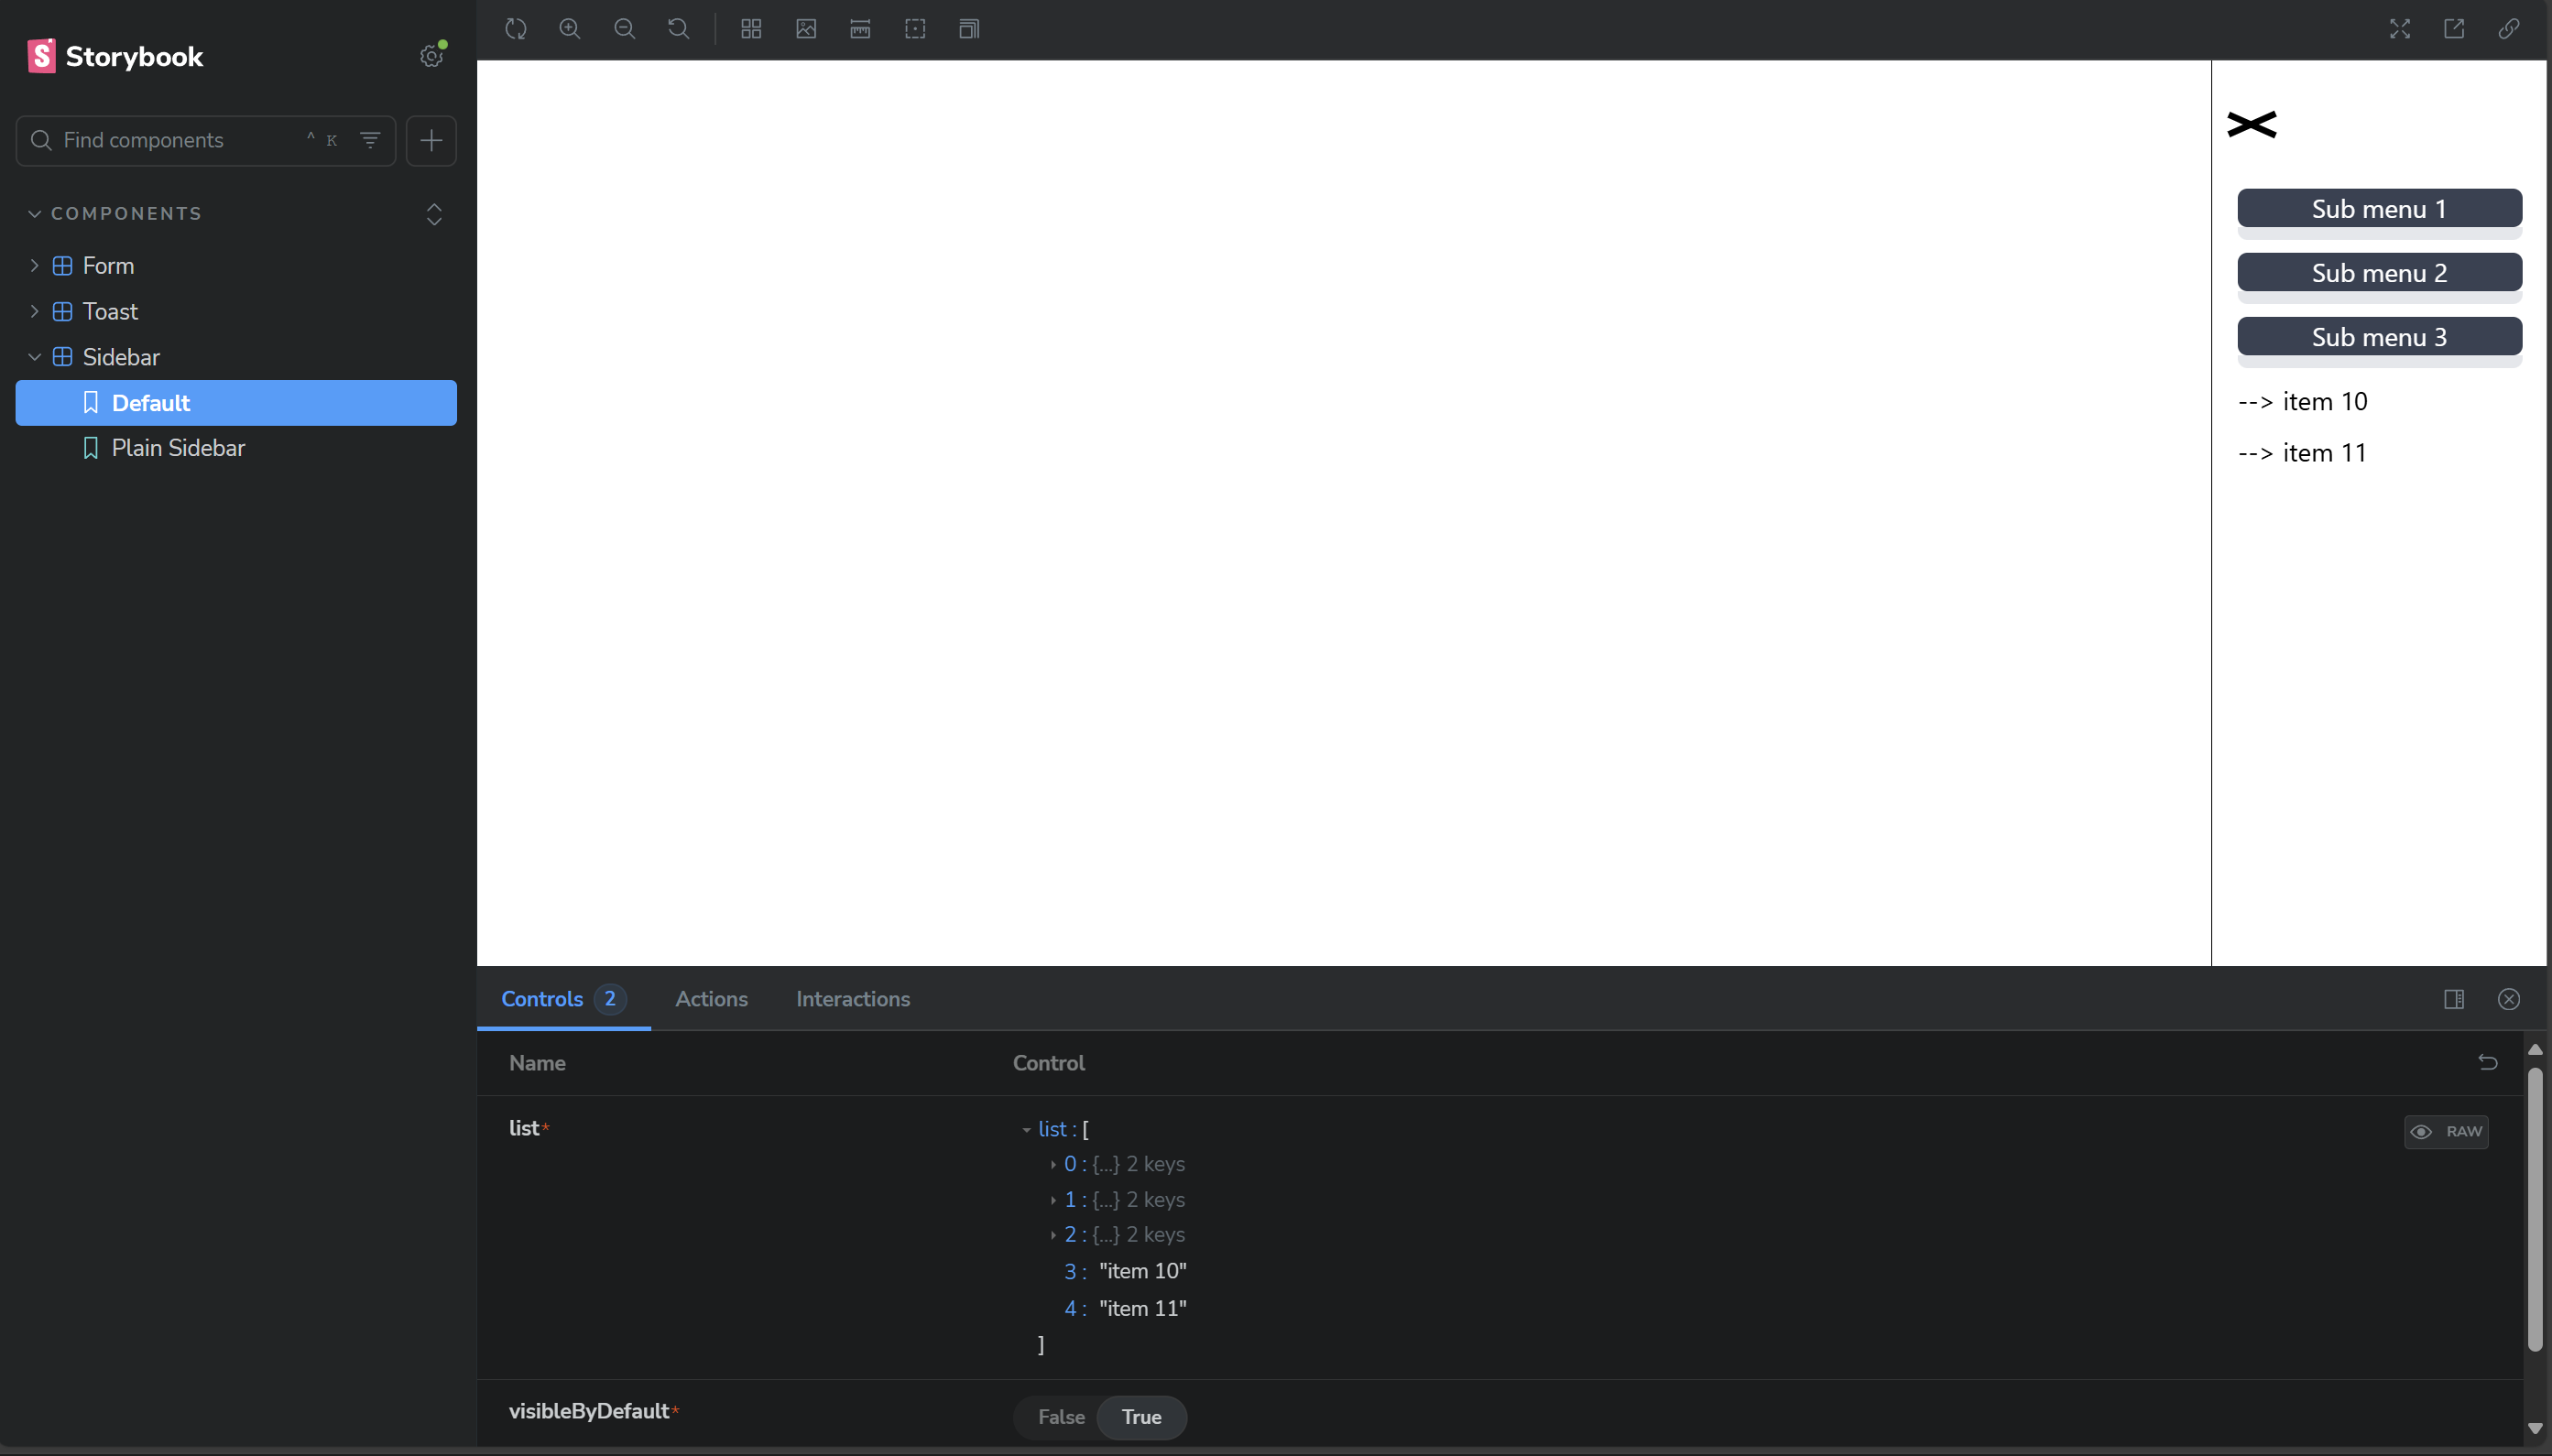 Storybook
Find components
^ K
COMPONENTS
Form
Toast
Sidebar
Default
Plain Sidebar
Sub menu 1
Sub menu 2
Sub menu 3
--> item 10
--> item 11
Controls 2 Actions Interactions
Name Control
list* list : [
RAW
0 : {...} 2 keys
1 : {...} 2 keys
2 : {...} 2 keys
3 : "item 10"
4 : "item 11"
]
visibleByDefault* False True